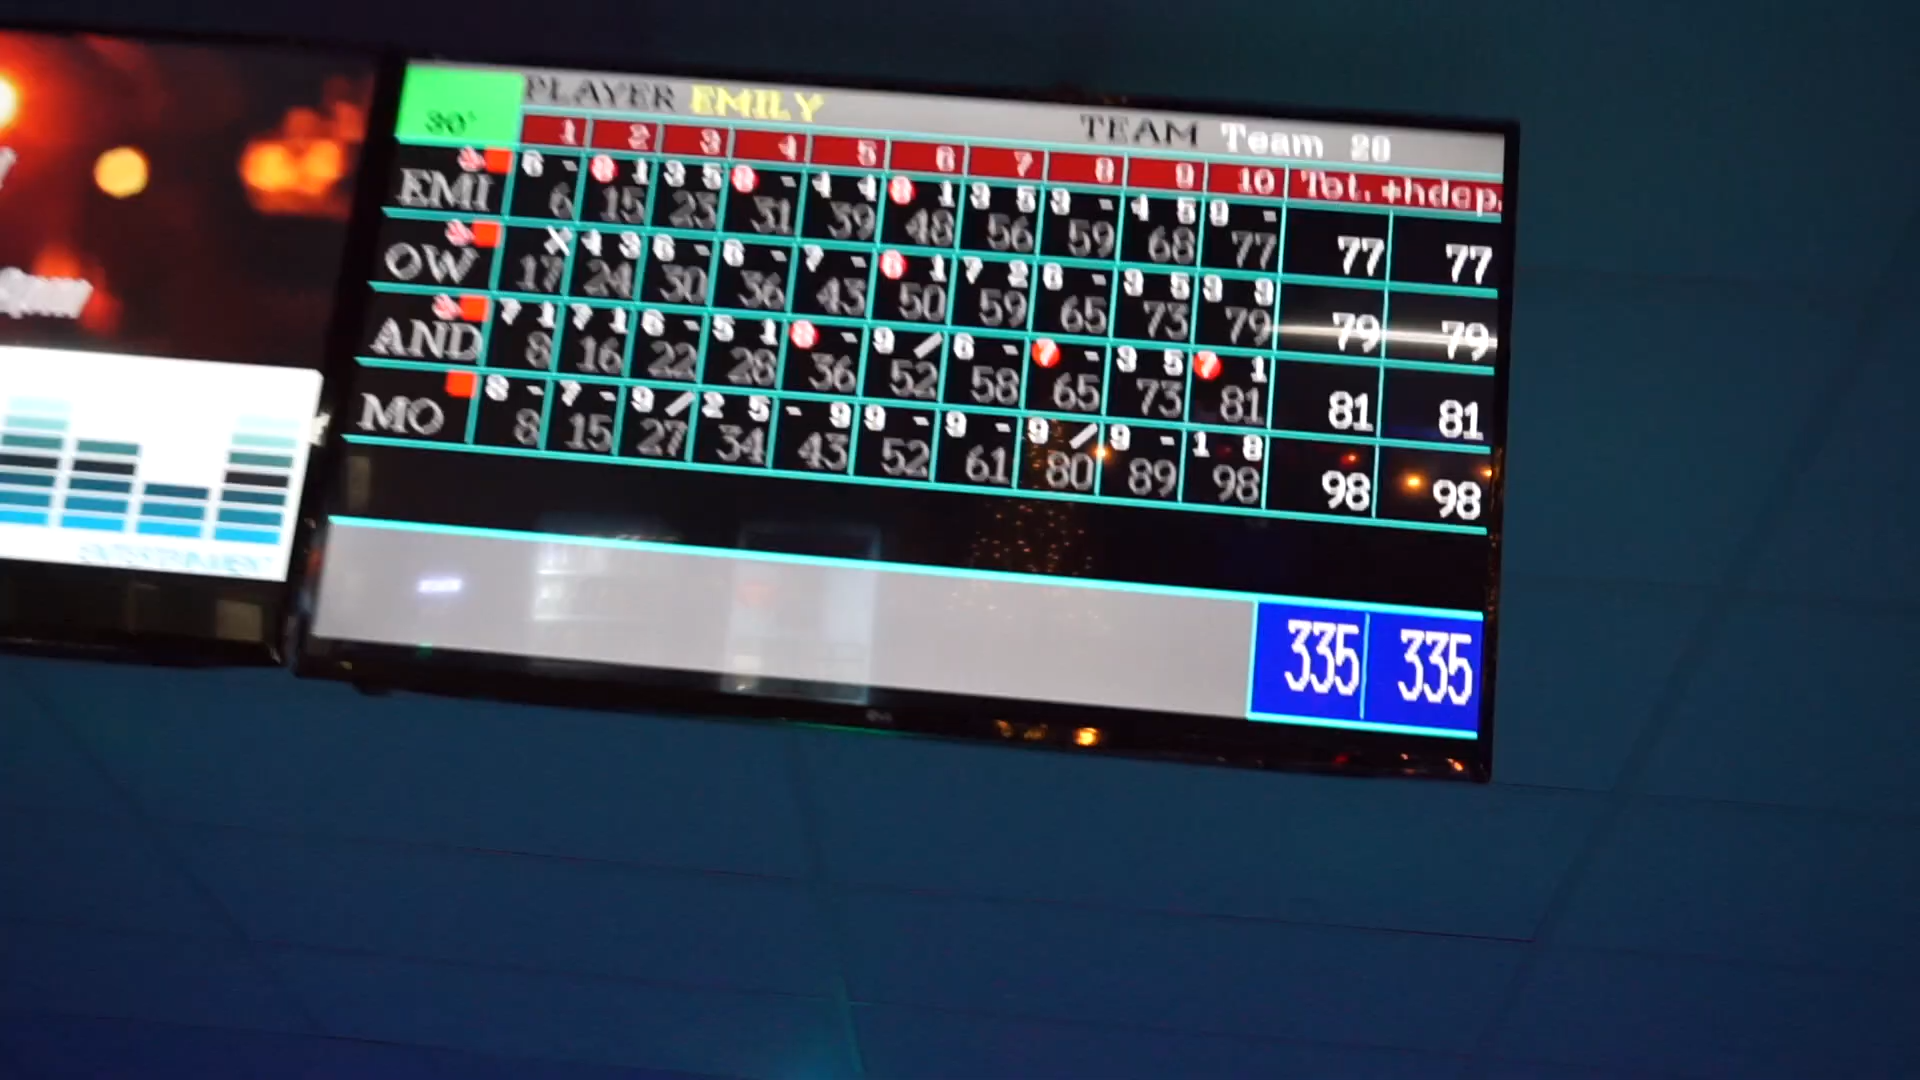 PLAYER EMILY TEAM Team 20
30'
1 2 3 4 5 6 7 8 9 10 Tot. +hdcp.
EMI 6 - 8 1 3 5 8 - 4 4 8 1 3 5 3 - 4 5 9 -
6 15 23 31 39 48 56 59 68 77 77 77
OW X 4 3 6 - 6 - 7 - 6 1 7 2 6 - 3 5 3 3
17 24 30 36 43 50 59 65 73 79 79 79
AND 7 1 7 1 6 - 5 1 8 - 9 / 6 - 7 - 3 5 7 1
8 16 22 28 36 52 58 65 73 81 81 81
MO 8 - 7 - 9 / 2 5 - 9 9 - 9 - 9 / 9 - 1 8
8 15 27 34 43 52 61 80 89 98 98 98
335 335